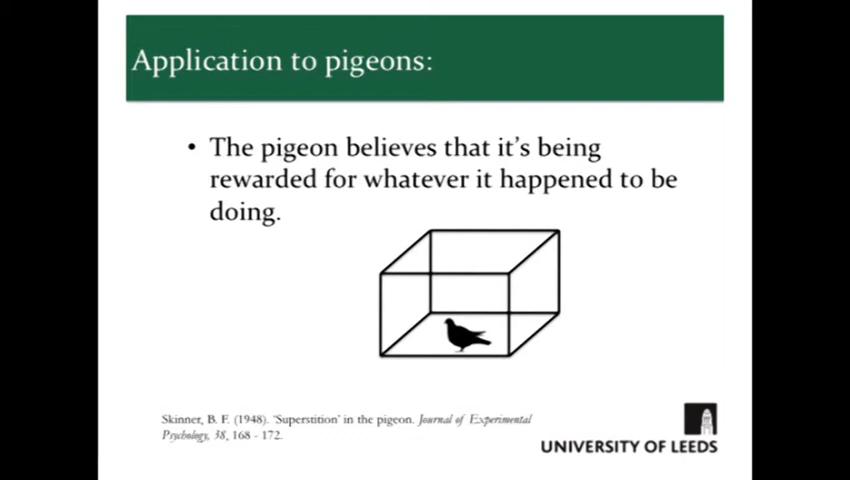 Application to pigeons:
• The pigeon believes that it’s being
rewarded for whatever it happened to be
doing.
Skinner, B. F. (1948). 'Superstition' in the pigeon. Journal of Experimental
Psychology, 38, 168 - 172.
UNIVERSITY OF LEEDS